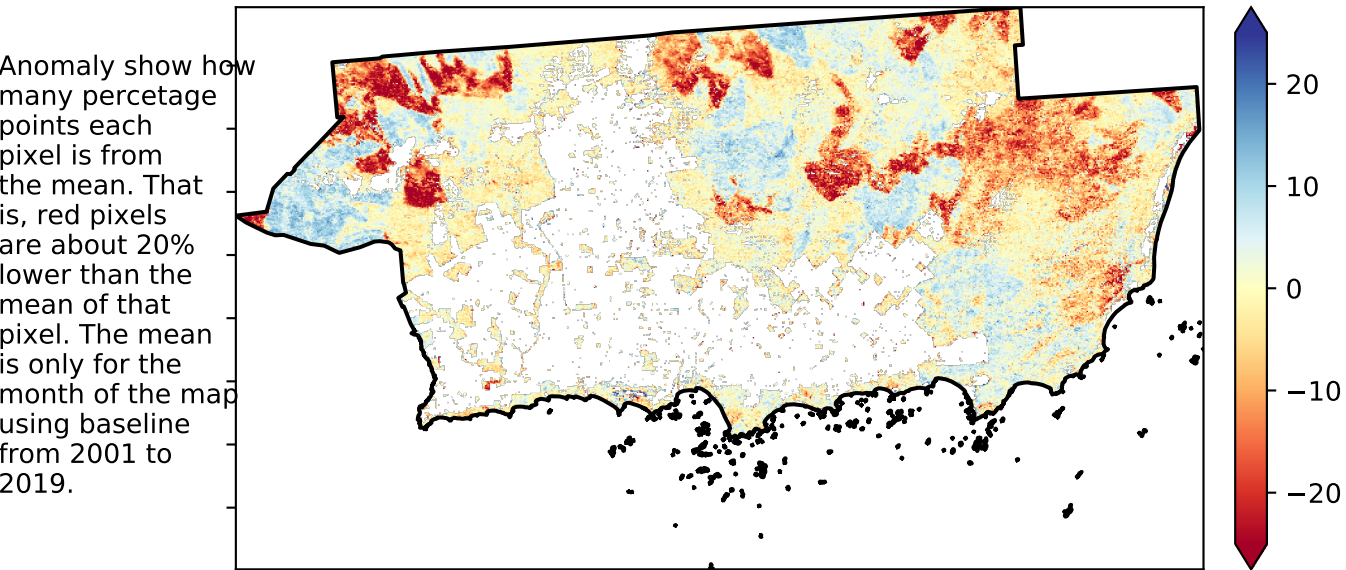 Anomaly show how
many percetage
points each
pixel is from
the mean. That
is, red pixels
are about 20%
lower than the
mean of that
pixel. The mean
is only for the
month of the map
using baseline
from 2001 to
2019.
20
10
0
−10
−20